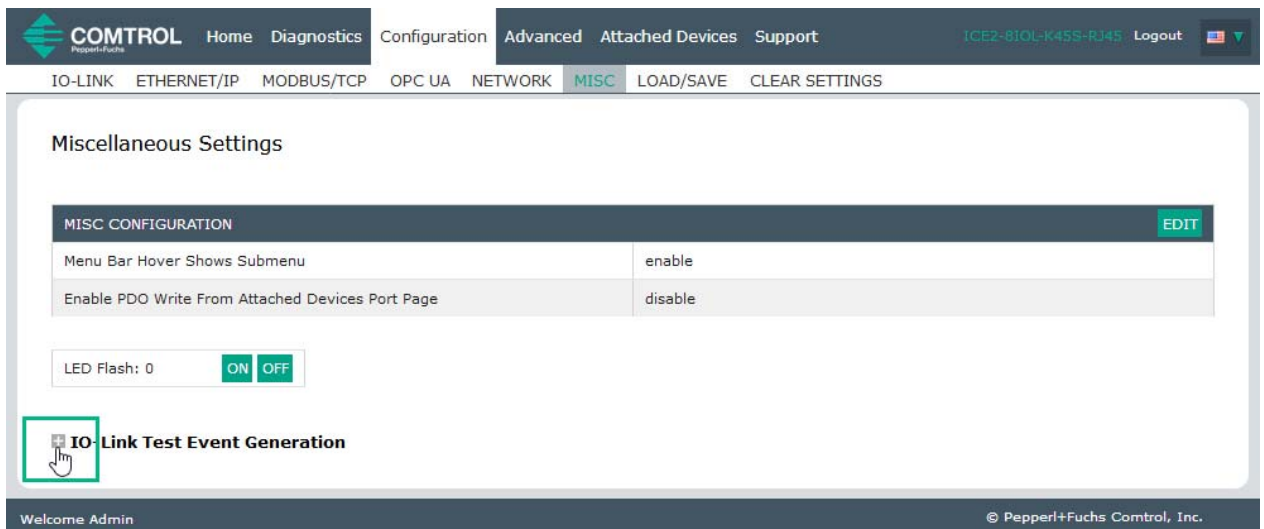 COMTROL Home Diagnostics Configuration Advanced Attached Devices Support ICE2-8IOL-K45S-RJ45 Logout
Pepperl+Fuchs
IO-LINK ETHERNET/IP MODBUS/TCP OPC UA NETWORK MISC LOAD/SAVE CLEAR SETTINGS
Miscellaneous Settings
MISC CONFIGURATION EDIT
Menu Bar Hover Shows Submenu enable
Enable PDO Write From Attached Devices Port Page disable
LED Flash: 0 ON OFF
IO-Link Test Event Generation
Welcome Admin © Pepperl+Fuchs Comtrol, Inc.